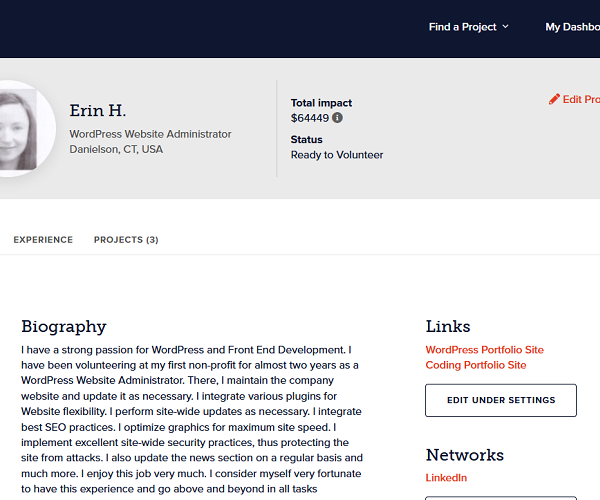 Find a Project
My Dashbo
Erin H.
WordPress Website Administrator
Danielson, CT, USA
Total impact
$64449
Status
Ready to Volunteer
Edit Pro
EXPERIENCE
PROJECTS (3)
Biography
I have a strong passion for WordPress and Front End Development. I
have been volunteering at my first non-profit for almost two years as a
WordPress Website Administrator. There, I maintain the company
website and update it as necessary. I integrate various plugins for
Website flexibility. I perform site-wide updates as necessary. I integrate
best SEO practices. I optimize graphics for maximum site speed. I
implement excellent site-wide security practices, thus protecting the
site from attacks. I also update the news section on a regular basis and
much more. I enjoy this job very much. I consider myself very fortunate
to have this experience and go above and beyond in all tasks
Links
WordPress Portfolio Site
Coding Portfolio Site
EDIT UNDER SETTINGS
Networks
LinkedIn